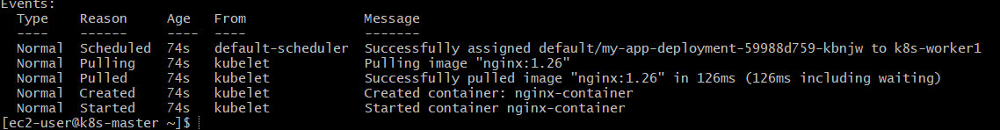 Events:
Type Reason Age From Message
---- ------ ---- ---- -------
Normal Scheduled 74s default-scheduler Successfully assigned default/my-app-deployment-59988d759-kbnjw to k8s-worker1
Normal Pulling 74s kubelet Pulling image "nginx:1.26"
Normal Pulled 74s kubelet Successfully pulled image "nginx:1.26" in 126ms (126ms including waiting)
Normal Created 74s kubelet Created container: nginx-container
Normal Started 74s kubelet Started container nginx-container
[ec2-user@k8s-master ~]$